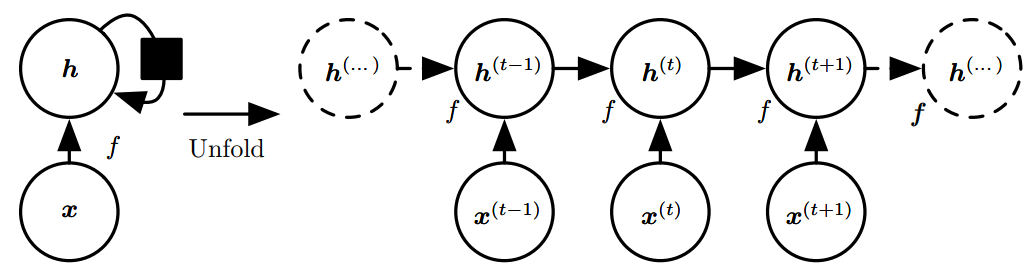 h
h^(...) h^(t−1) h^(t) h^(t+1) h^(...)
f f f f
f
Unfold
x
x^(t−1) x^(t) x^(t+1)